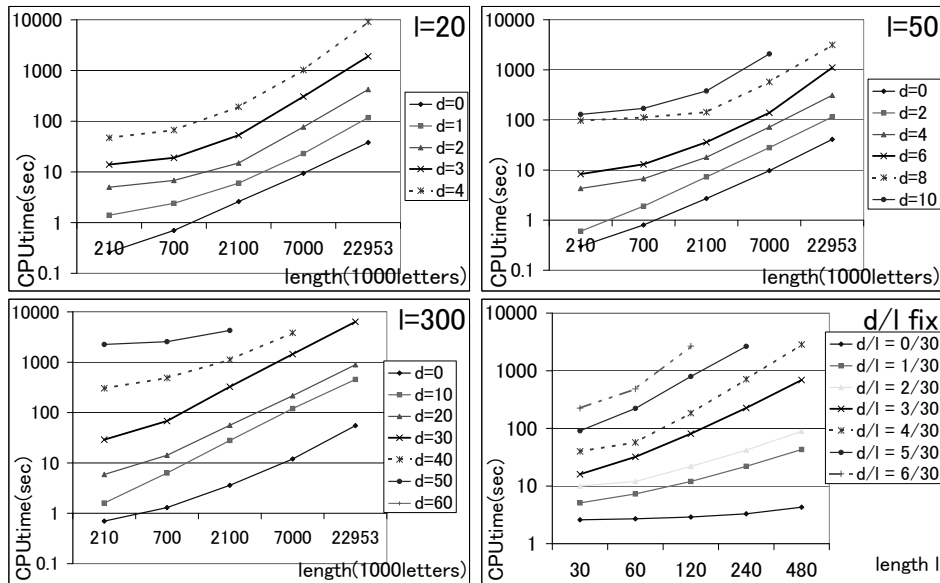 l=20
10000
1000
100
10
1
0.1
CPUtime(sec)
210 700 2100 7000 22953
length(1000letters)
d=0
d=1
d=2
d=3
d=4
l=50
10000
1000
100
10
1
0.1
CPUtime(sec)
210 700 2100 7000 22953
length(1000letters)
d=0
d=2
d=4
d=6
d=8
d=10
l=300
10000
1000
100
10
1
0.1
CPUtime(sec)
210 700 2100 7000 22953
length(1000letters)
d=0
d=10
d=20
d=30
d=40
d=50
d=60
d/l fix
10000
1000
100
10
1
CPUtime(sec)
30 60 120 240 480
length l
d/l = 0/30
d/l = 1/30
d/l = 2/30
d/l = 3/30
d/l = 4/30
d/l = 5/30
d/l = 6/30